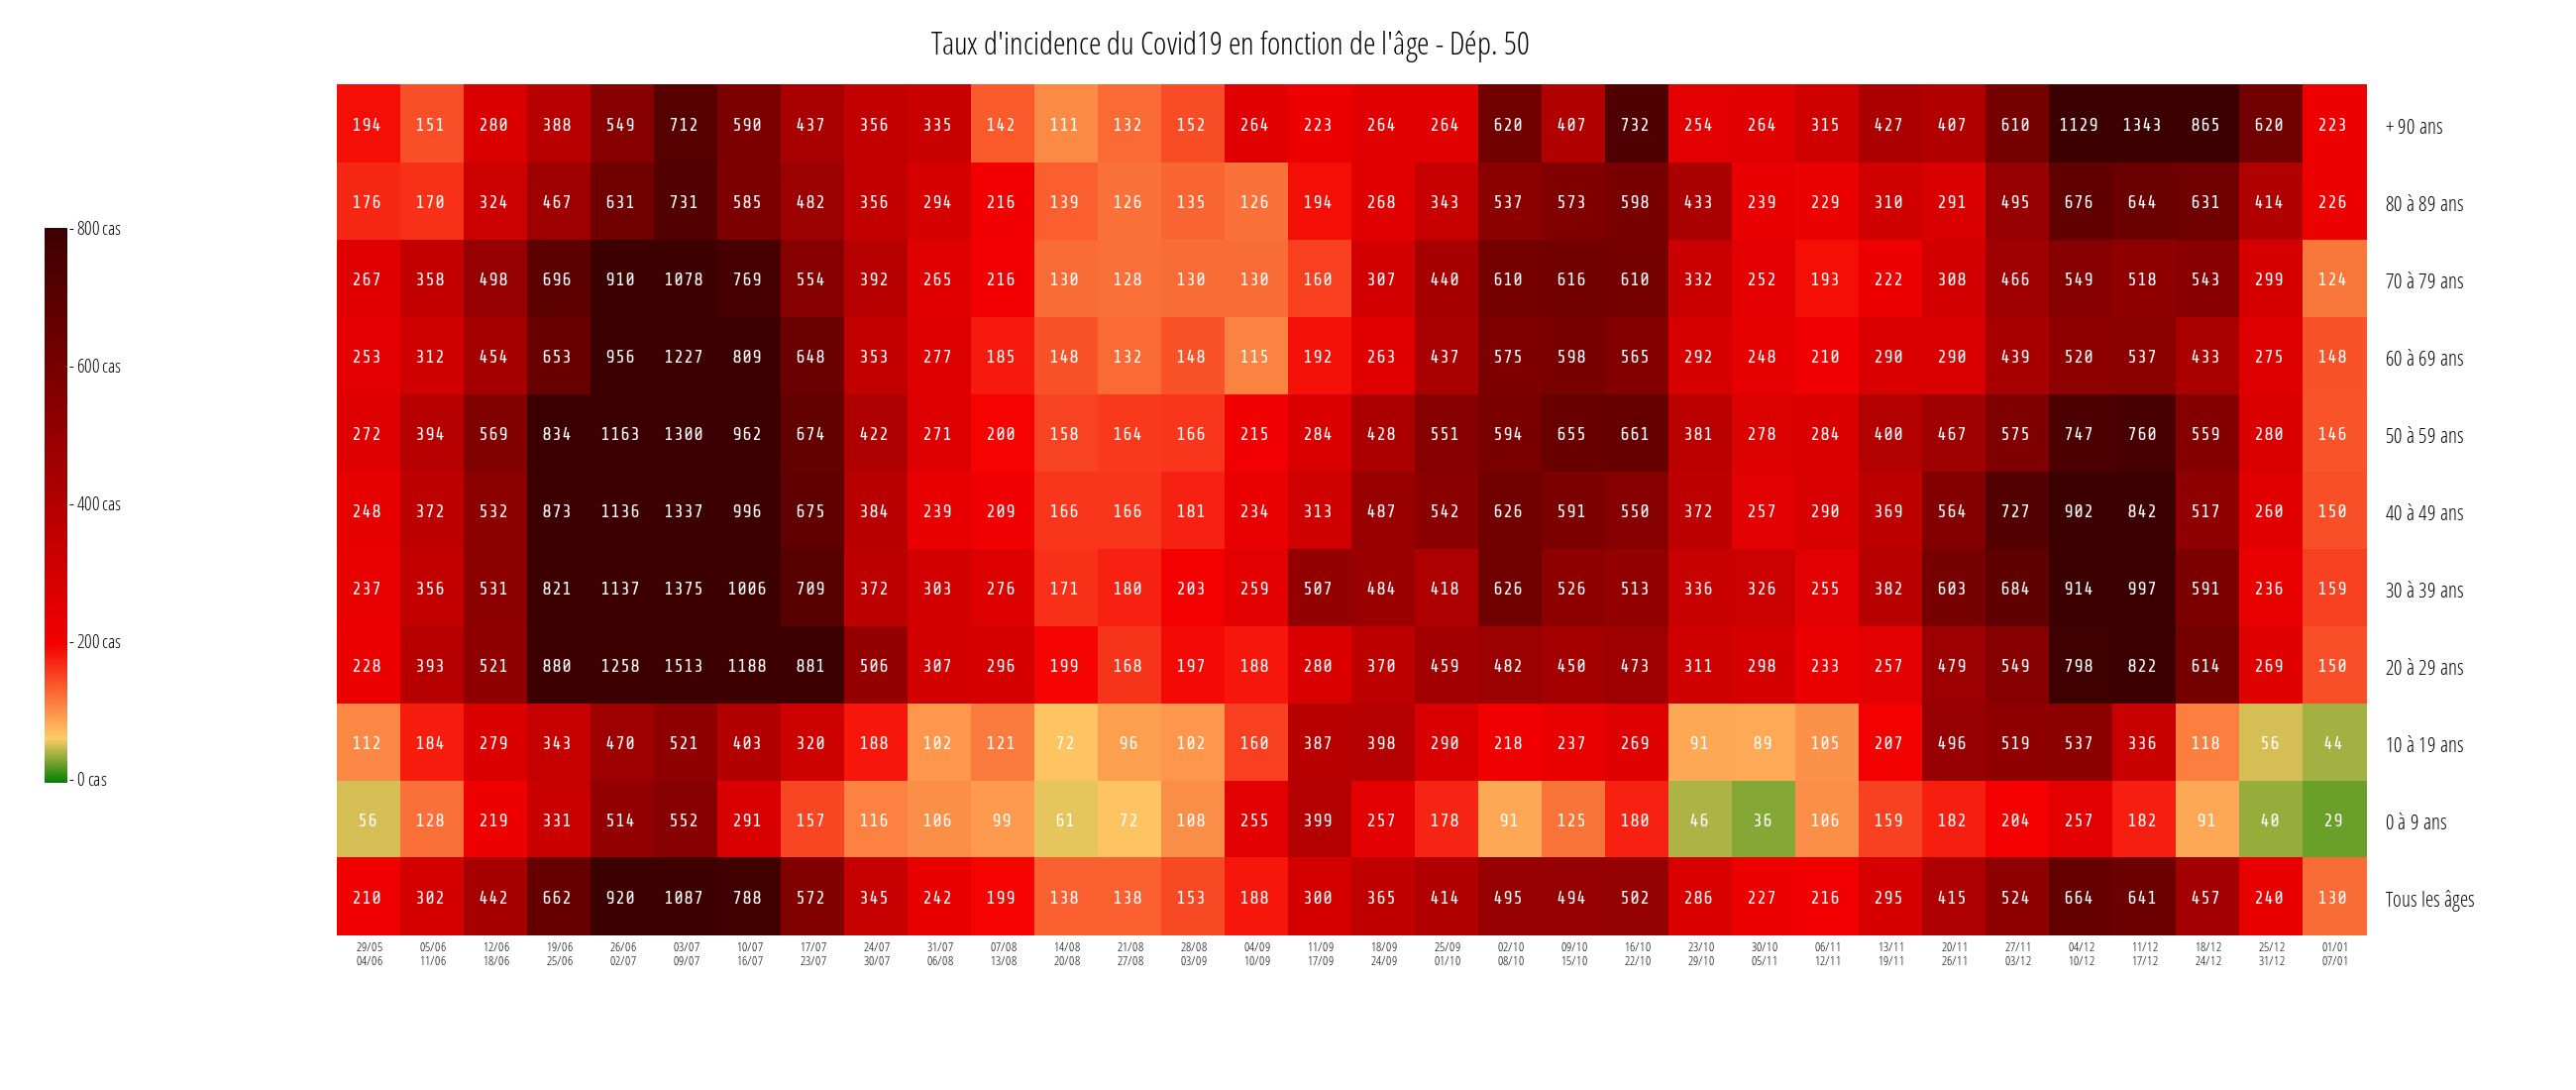 Taux d'incidence du Covid19 en fonction de l'âge - Dép. 50
- 800 cas
- 600 cas
- 400 cas
- 200 cas
- 0 cas
194 151 280 388 549 712 590 437 356 335 142 111 132 152 264 223 264 264 620 407 732 254 264 315 427 407 610 1129 1343 865 620 223 + 90 ans
176 170 324 467 631 731 585 482 356 294 216 139 126 135 126 194 268 343 537 573 598 433 239 229 310 291 495 676 644 631 414 226 80 à 89 ans
267 358 498 696 910 1078 769 554 392 265 216 130 128 130 130 160 307 440 610 616 610 332 252 193 222 308 466 549 518 543 299 124 70 à 79 ans
253 312 454 653 956 1227 809 648 353 277 185 148 132 148 115 192 263 437 575 598 565 292 248 210 290 290 439 520 537 433 275 148 60 à 69 ans
272 394 569 834 1163 1300 962 674 422 271 200 158 164 166 215 284 428 551 594 655 661 381 278 284 400 467 575 747 760 559 280 146 50 à 59 ans
248 372 532 873 1136 1337 996 675 384 239 209 166 166 181 234 313 487 542 626 591 550 372 257 290 369 564 727 902 842 517 260 150 40 à 49 ans
237 356 531 821 1137 1375 1006 709 372 303 276 171 180 203 259 507 484 418 626 526 513 336 326 255 382 603 684 914 997 591 236 159 30 à 39 ans
228 393 521 880 1258 1513 1188 881 506 307 296 199 168 197 188 280 370 459 482 450 473 311 298 233 257 479 549 798 822 614 269 150 20 à 29 ans
112 184 279 343 470 521 403 320 188 102 121 72 96 102 160 387 398 290 218 237 269 91 89 105 207 496 519 537 336 118 56 44 10 à 19 ans
56 128 219 331 514 552 291 157 116 106 99 61 72 108 255 399 257 178 91 125 180 46 36 106 159 182 204 257 182 91 40 29 0 à 9 ans
210 302 442 662 920 1087 788 572 345 242 199 138 138 153 188 300 365 414 495 494 502 286 227 216 295 415 524 664 641 457 240 130 Tous les âges
29/05 05/06 12/06 19/06 26/06 03/07 10/07 17/07 24/07 31/07 07/08 14/08 21/08 28/08 04/09 11/09 18/09 25/09 02/10 09/10 16/10 23/10 30/10 06/11 13/11 20/11 27/11 04/12 11/12 18/12 25/12 01/01
04/06 11/06 18/06 25/06 02/07 09/07 16/07 23/07 30/07 06/08 13/08 20/08 27/08 03/09 10/09 17/09 24/09 01/10 08/10 15/10 22/10 29/10 05/11 12/11 19/11 26/11 03/12 10/12 17/12 24/12 31/12 07/01